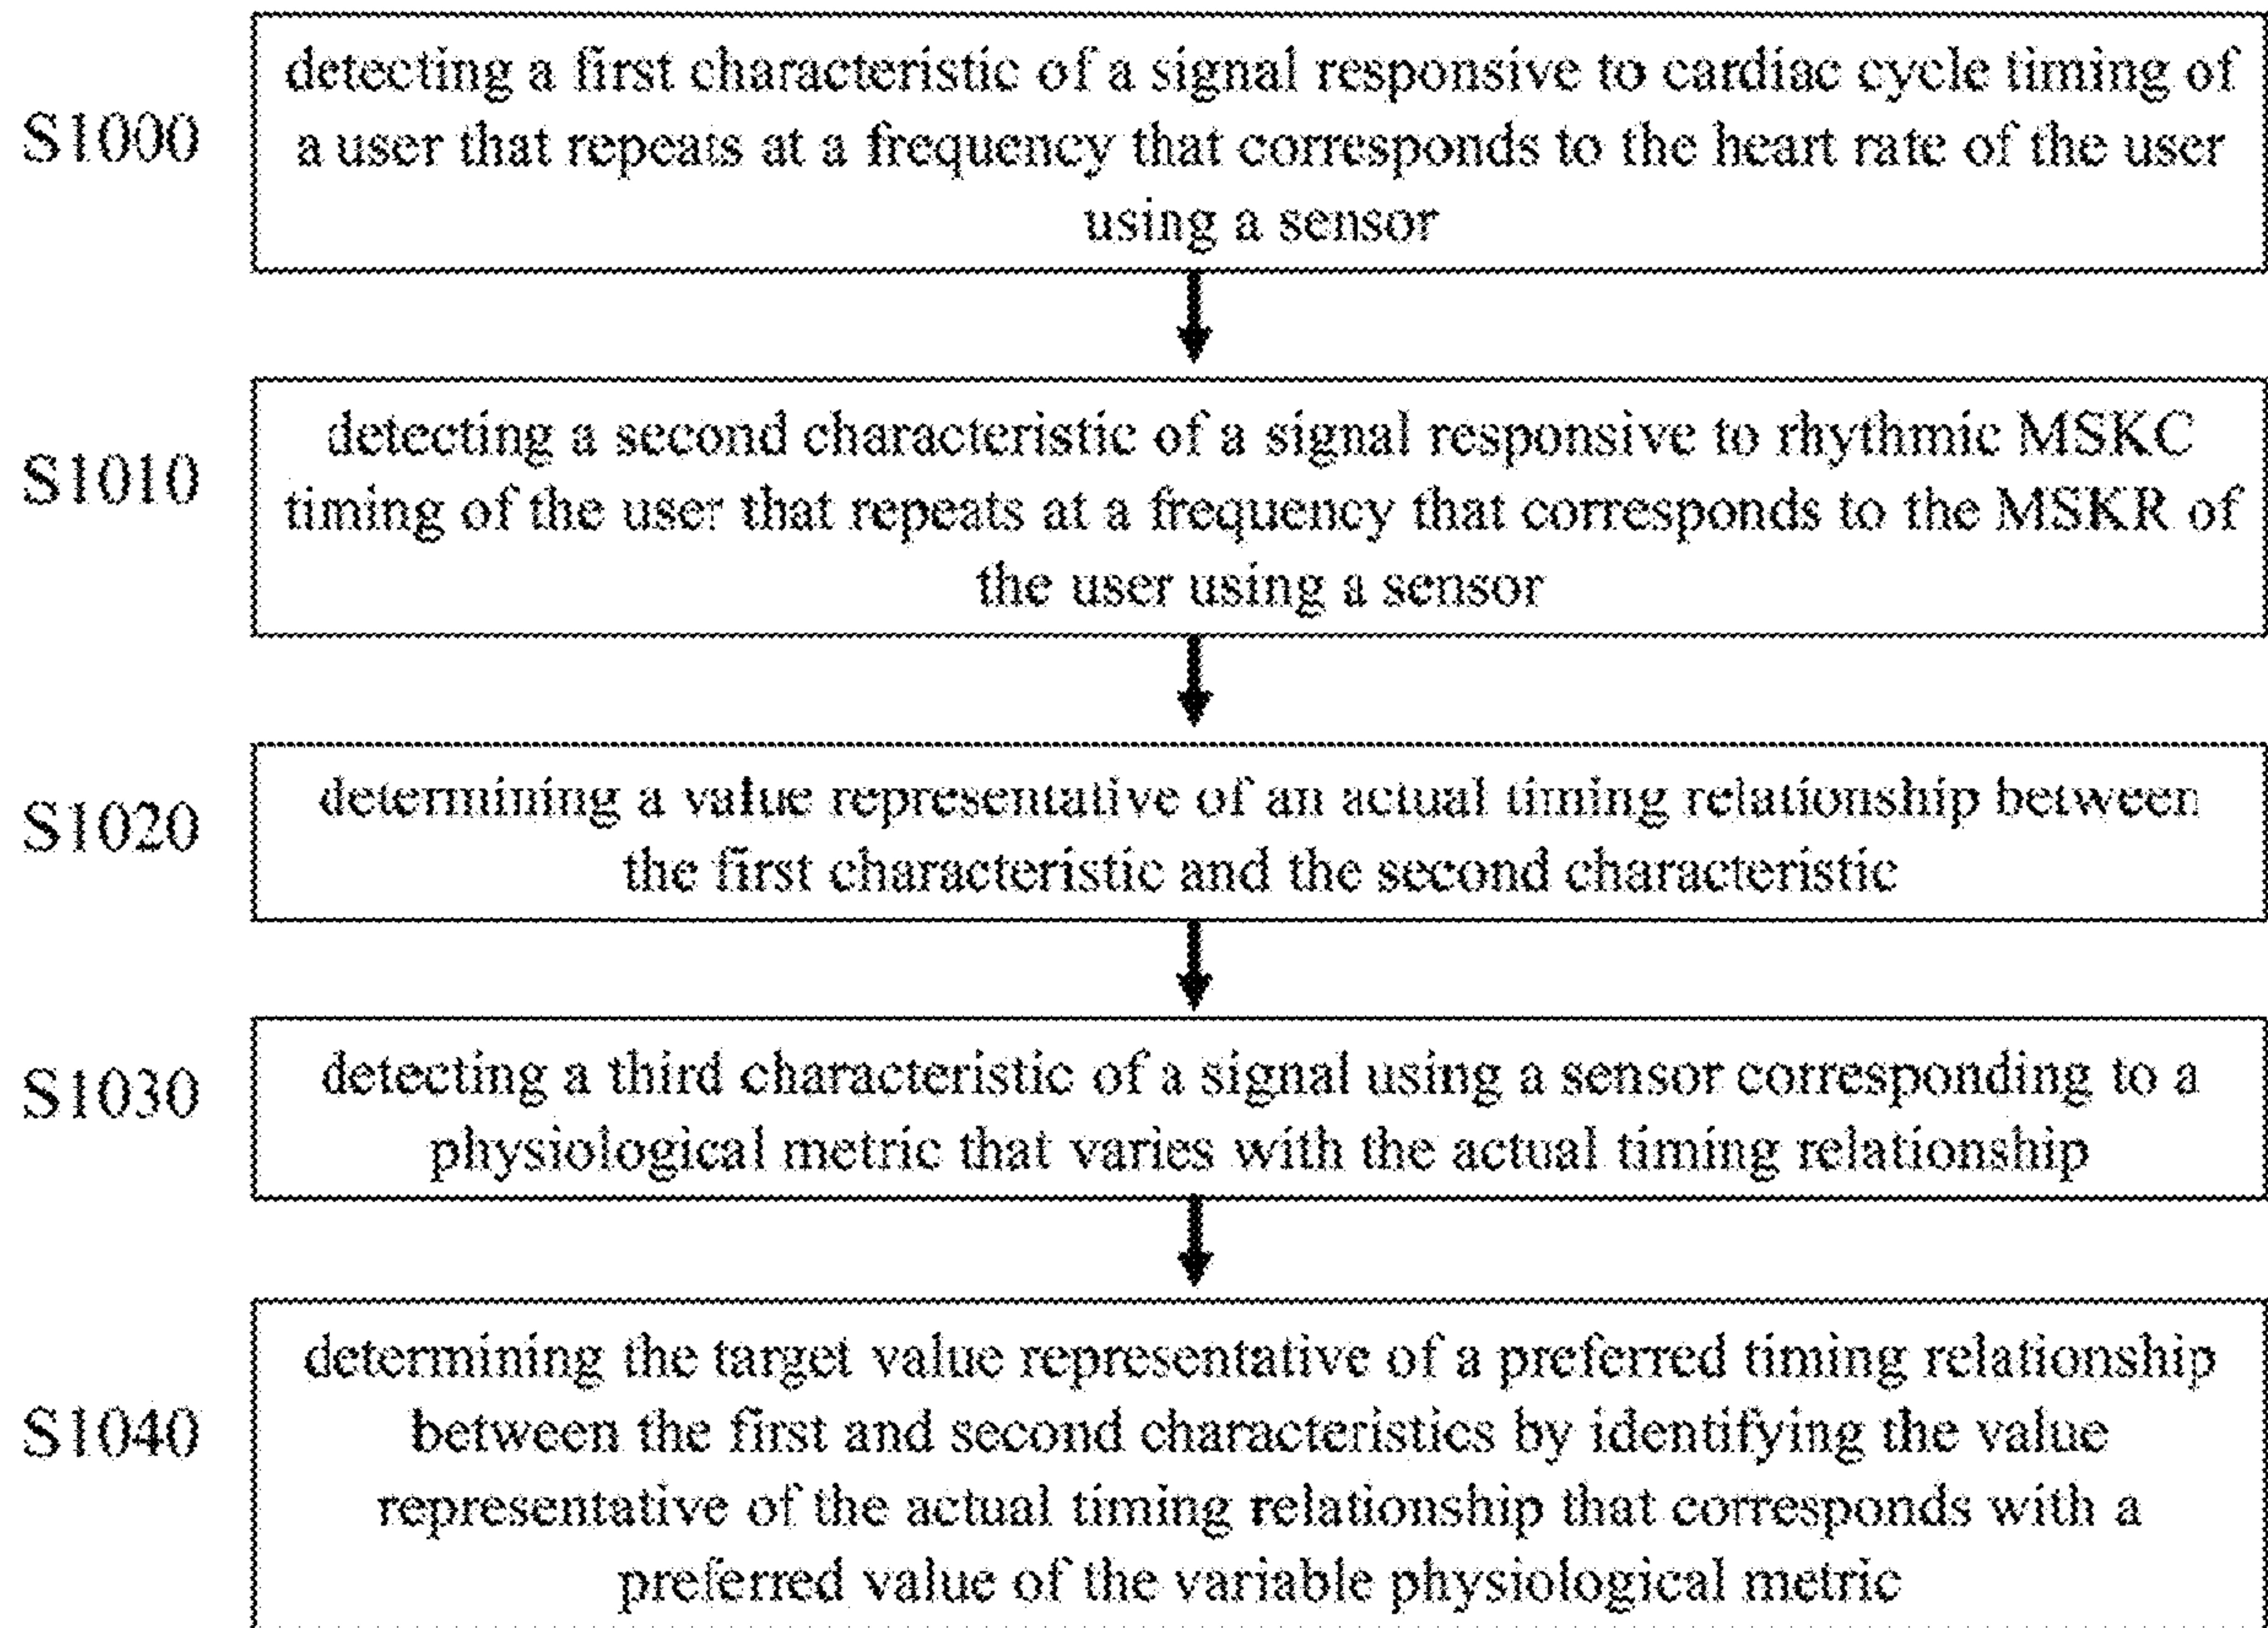 S1000
detecting a first characteristic of a signal responsive to cardiac cycle timing of
a user that repeats at a frequency that corresponds to the heart rate of the user
using a sensor
S1010
detecting a second characteristic of a signal responsive to rhythmic MSKC
timing of the user that repeats at a frequency that corresponds to the MSKR of
the user using a sensor
S1020
determining a value representative of an actual timing relationship between
the first characteristic and the second characteristic
S1030
detecting a third characteristic of a signal using a sensor corresponding to a
physiological metric that varies with the actual timing relationship
S1040
determining the target value representative of a preferred timing relationship
between the first and second characteristics by identifying the value
representative of the actual timing relationship that corresponds with a
preferred value of the variable physiological metric